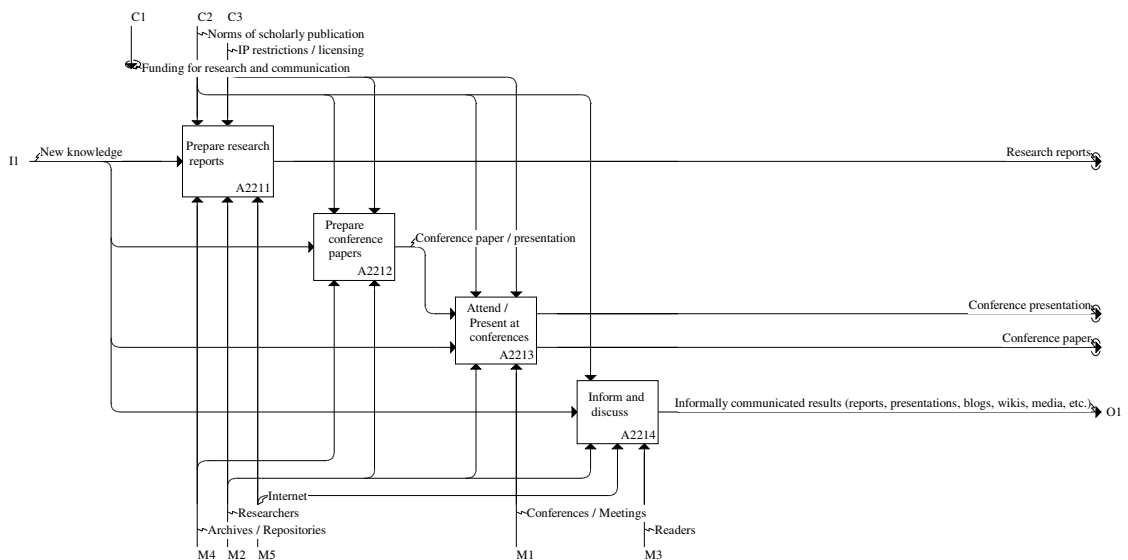 C1
C2
C3
Norms of scholarly publication
IP restrictions / licensing
Funding for research and communication
I1
New knowledge
Prepare research
reports
A2211
Research reports
Prepare
conference
papers
A2212
Conference paper / presentation
Attend /
Present at
conferences
A2213
Conference presentation
Conference paper
Inform and
discuss
A2214
Informally communicated results (reports, presentations, blogs, wikis, media, etc.)
O1
Internet
Researchers
Archives / Repositories
Conferences / Meetings
Readers
M4
M2
M5
M1
M3